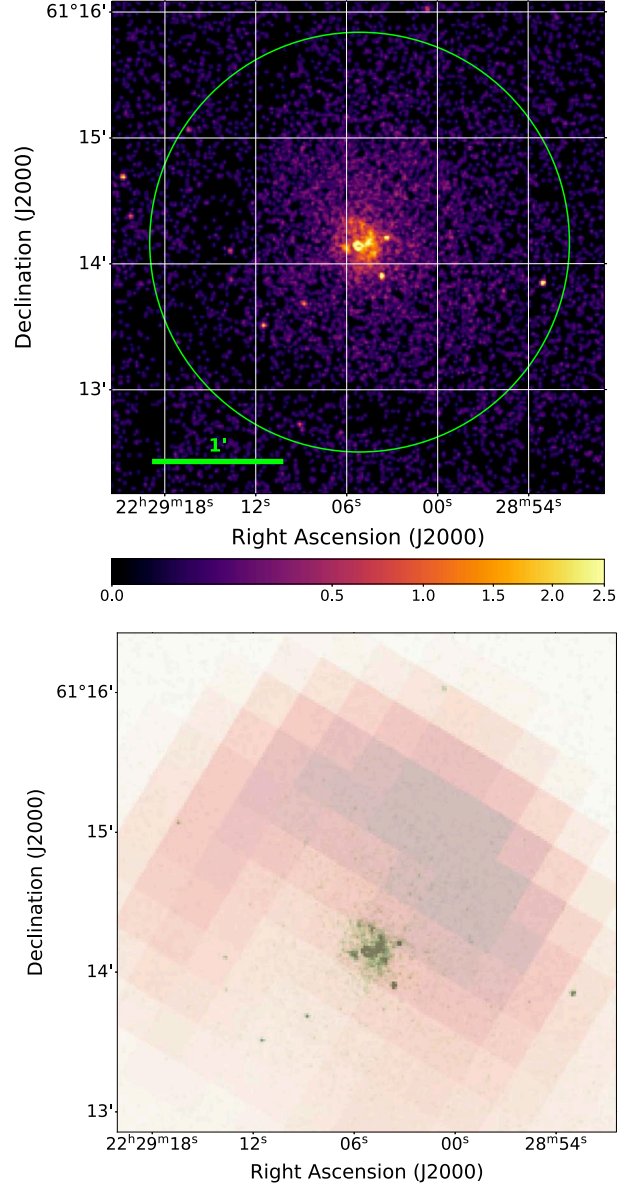 61°16'
15'
14'
13'
Declination (J2000)
1'
22ʰ29ᵐ18ˢ 12ˢ 06ˢ 00ˢ 28ᵐ54ˢ
Right Ascension (J2000)
0.0 0.5 1.0 1.5 2.0 2.5
61°16'
15'
14'
13'
Declination (J2000)
22ʰ29ᵐ18ˢ 12ˢ 06ˢ 00ˢ 28ᵐ54ˢ
Right Ascension (J2000)